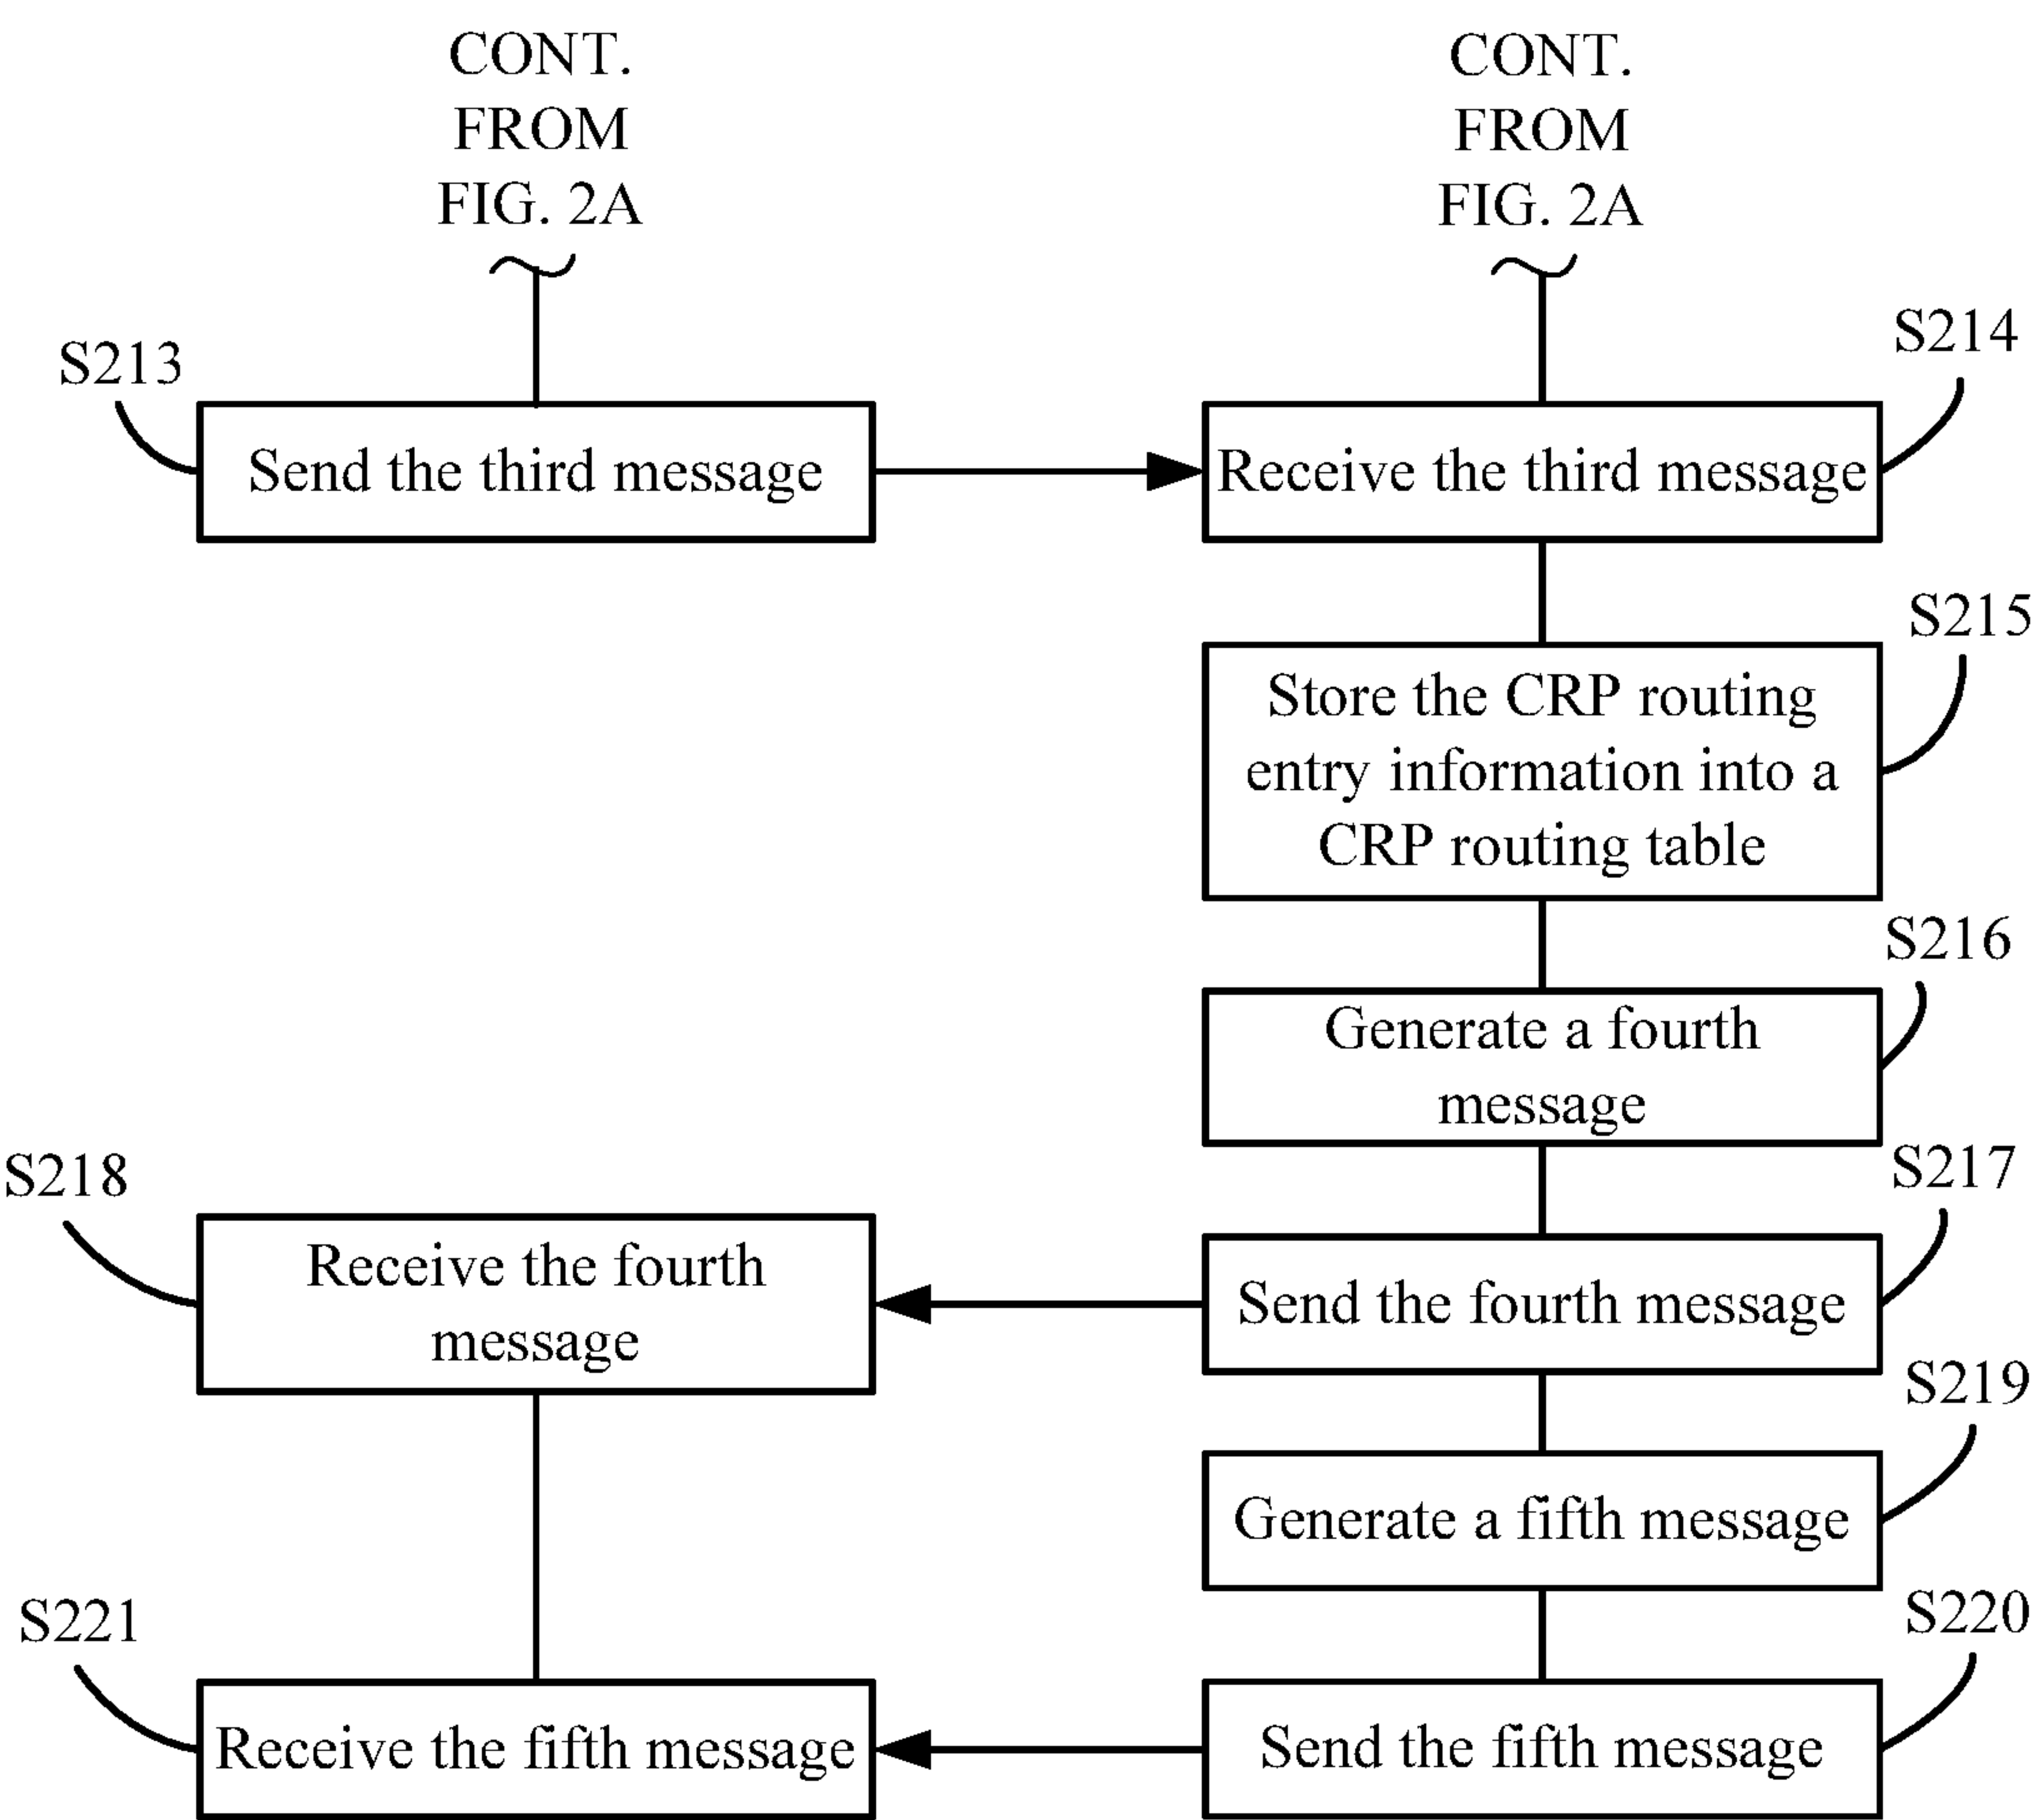 CONT.
FROM
FIG. 2A
CONT.
FROM
FIG. 2A
S213
Send the third message
S214
Receive the third message
S215
Store the CRP routing
entry information into a
CRP routing table
S216
Generate a fourth
message
S217
Send the fourth message
S218
Receive the fourth
message
S219
Generate a fifth message
S220
Send the fifth message
S221
Receive the fifth message